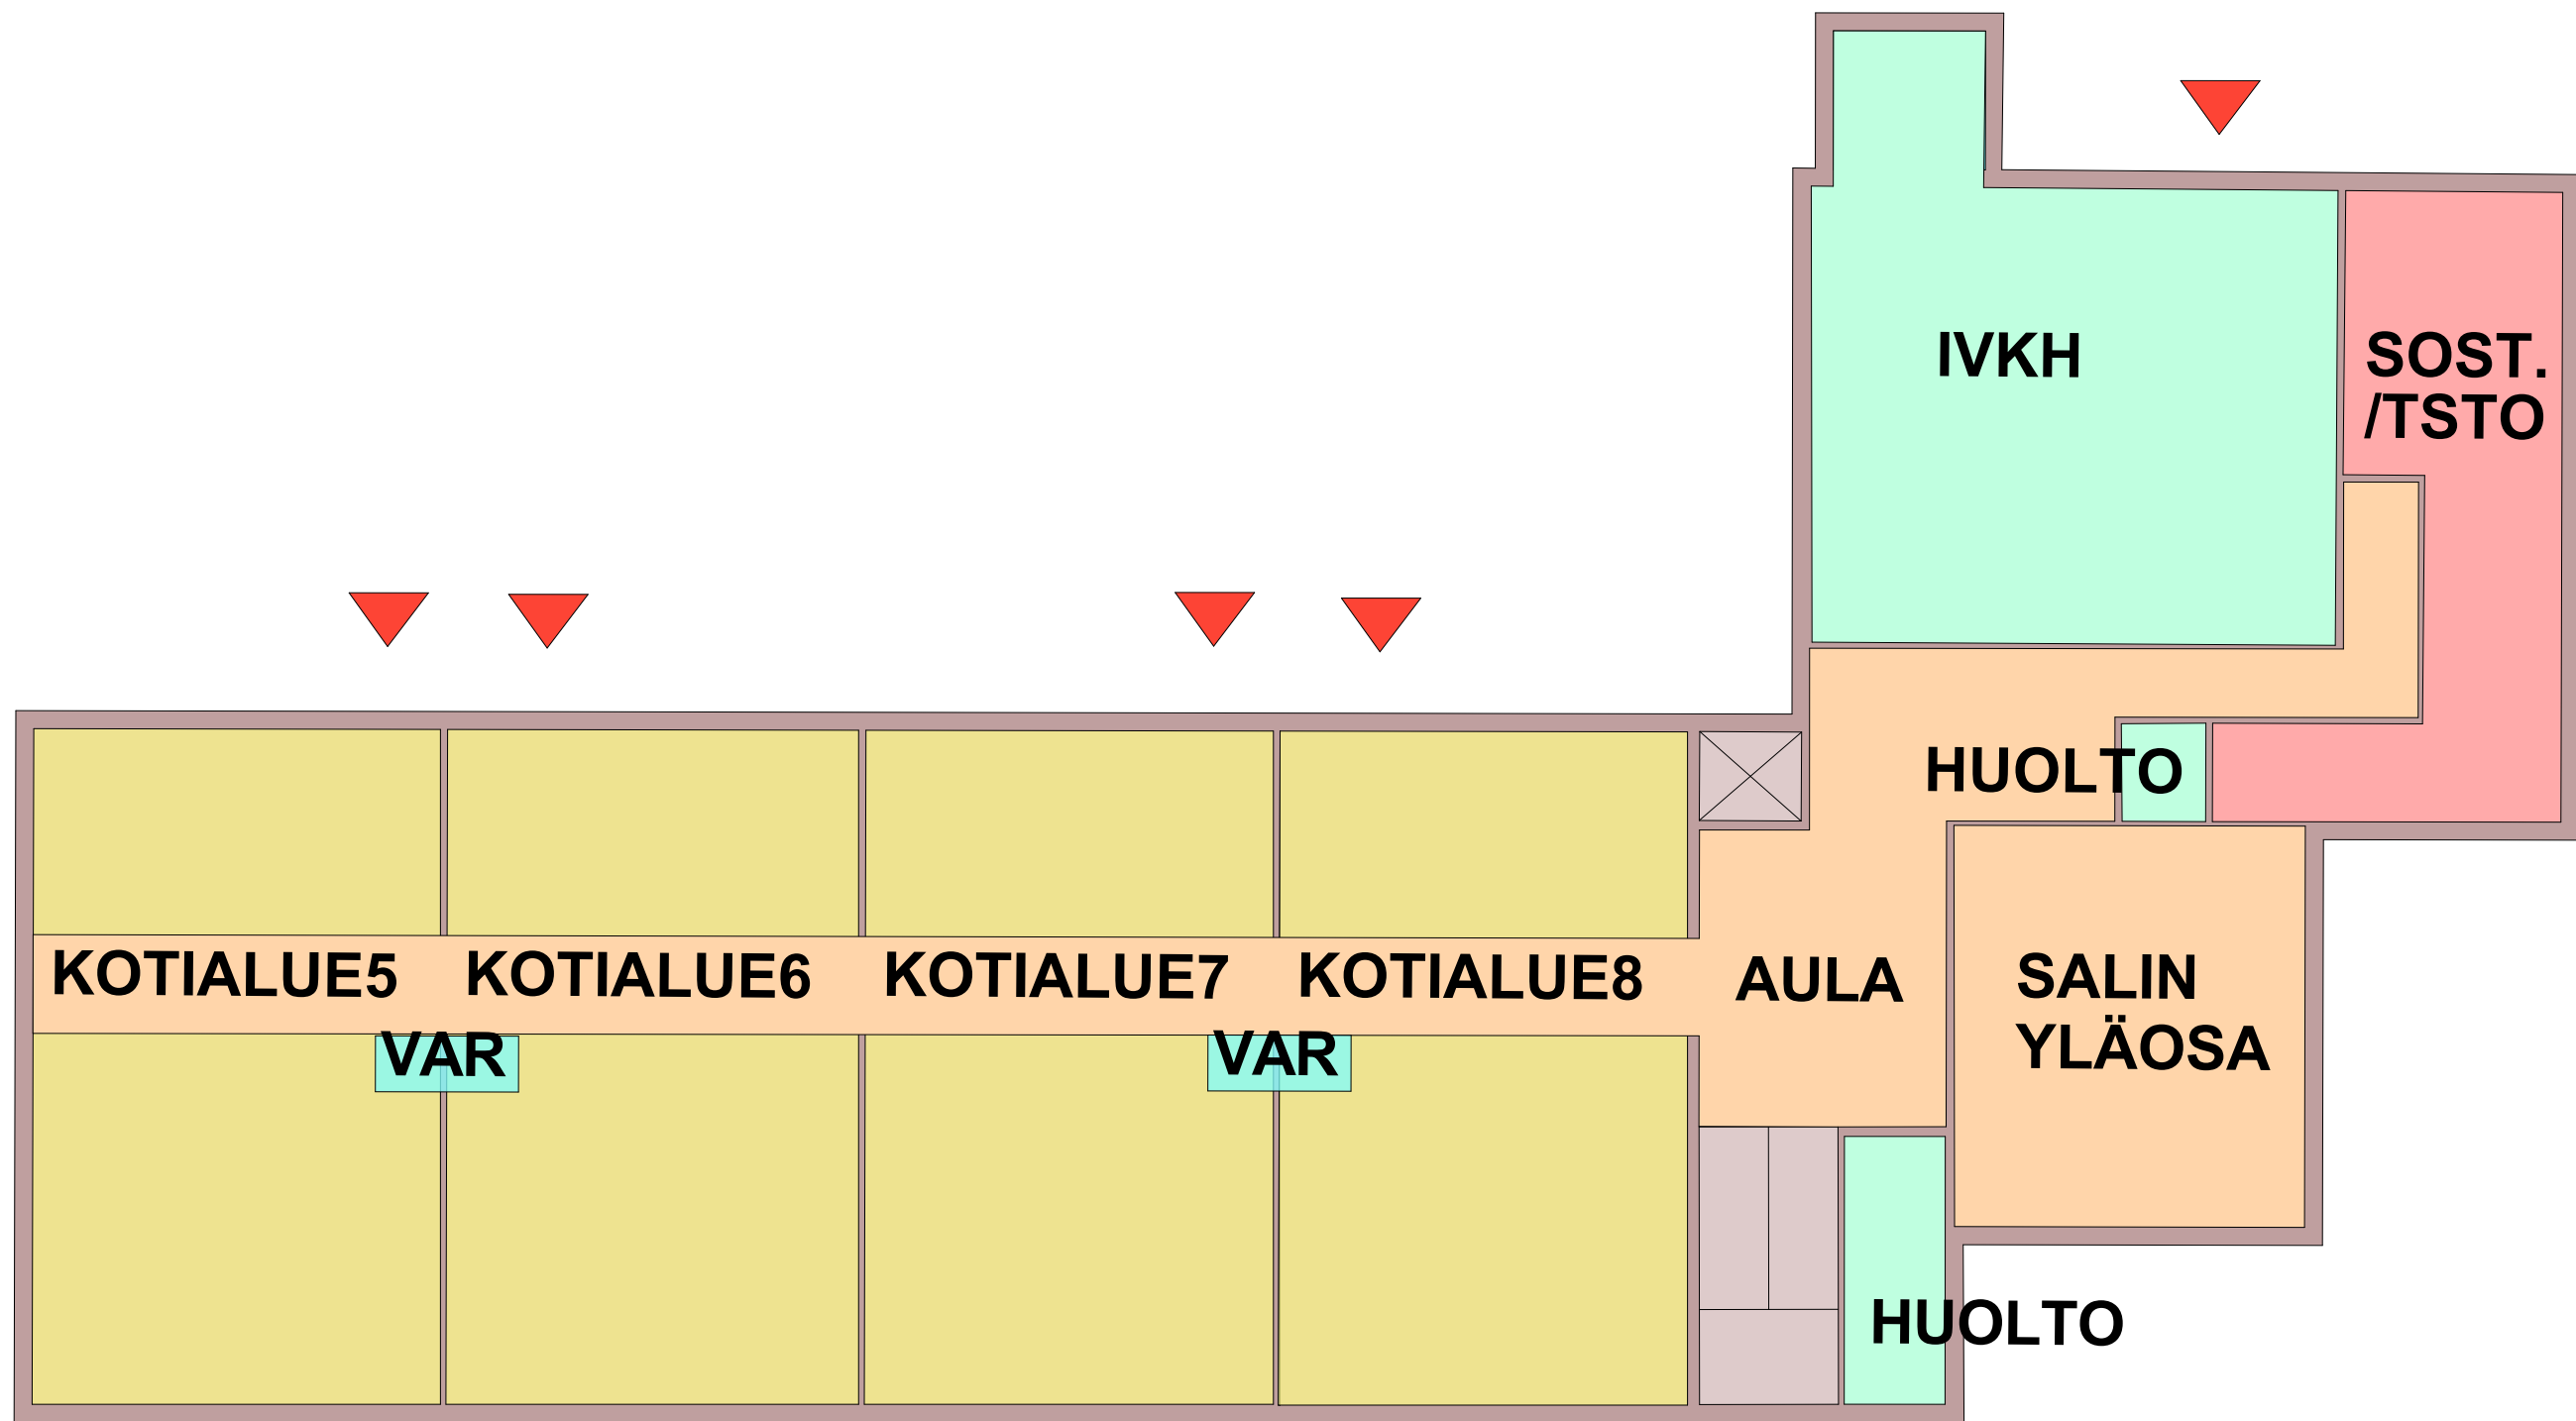 IVKH
SOST.
/TSTO
HUOLTO
KOTIALUE5
KOTIALUE6
KOTIALUE7
KOTIALUE8
AULA
SALIN
YLÄOSA
VAR
VAR
HUOLTO